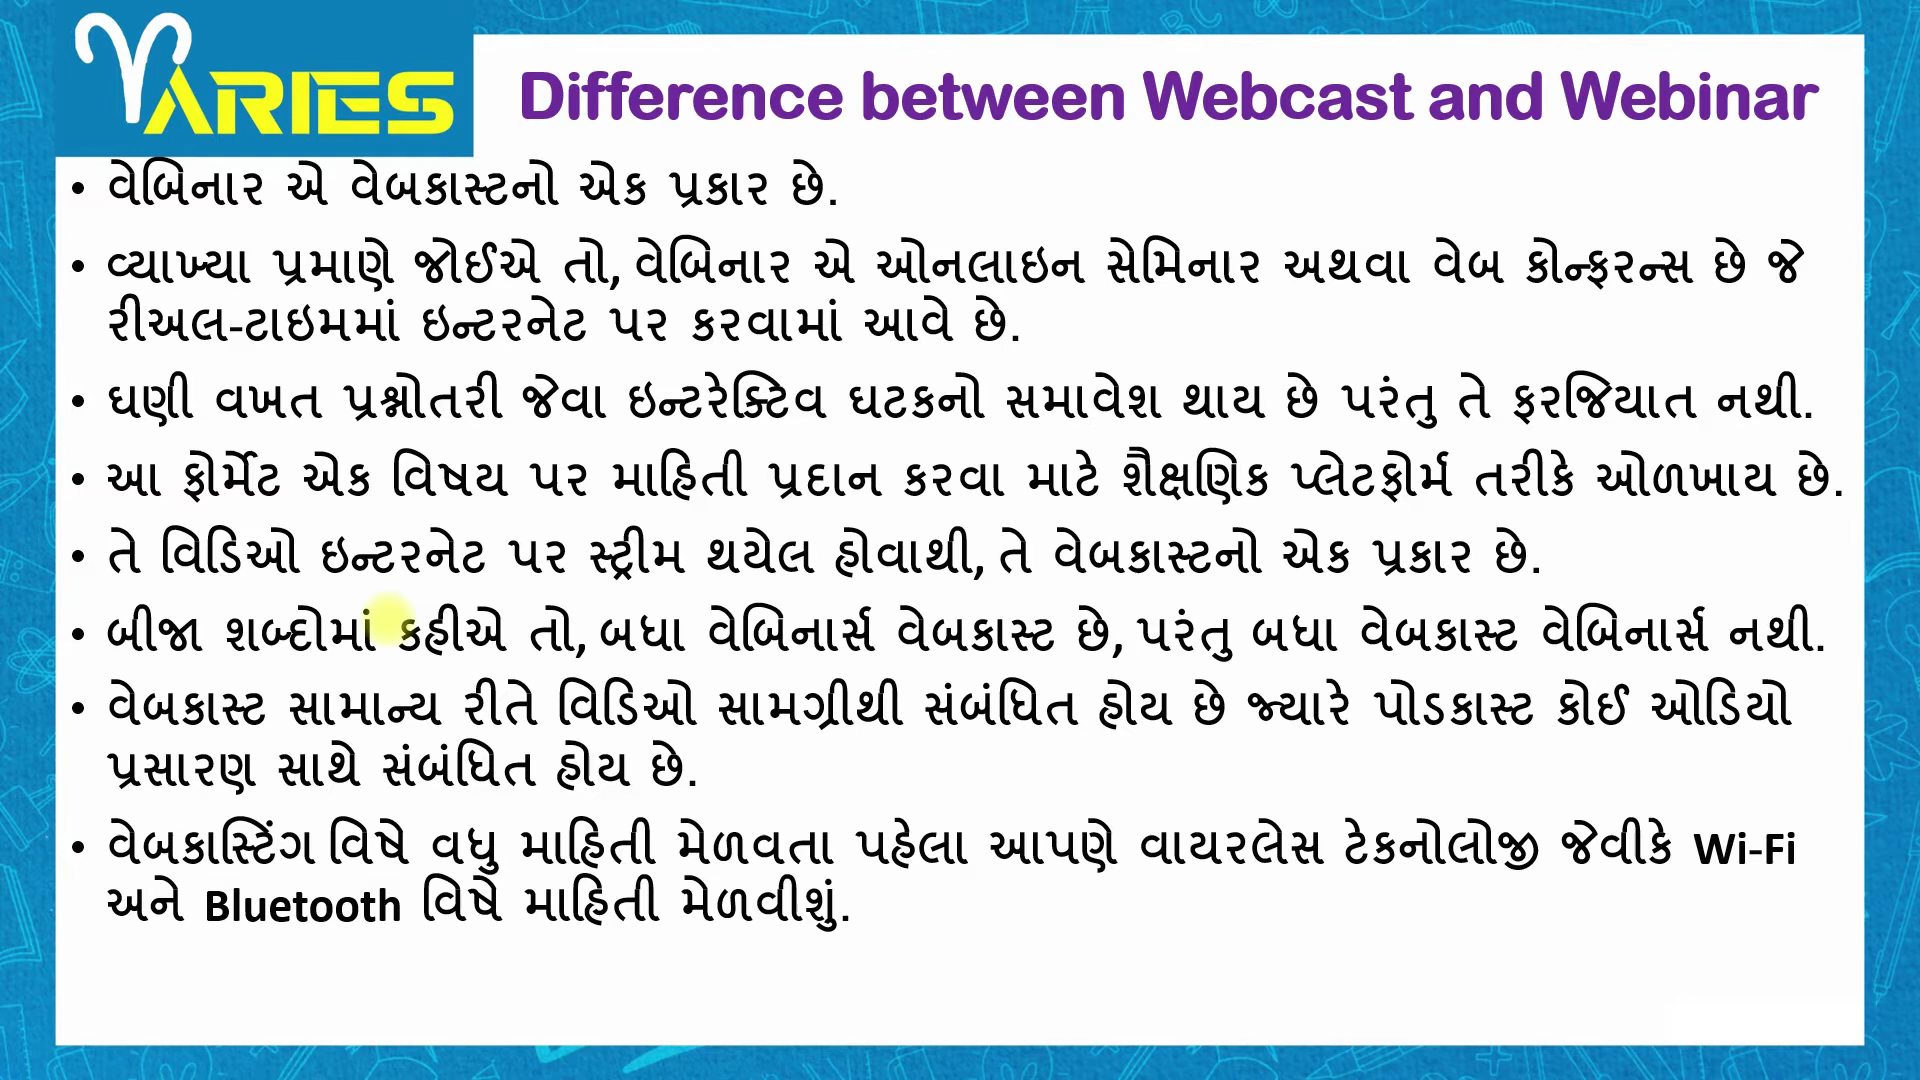 ARIES
Difference between Webcast and Webinar
• વેબિનાર એ વેબકાસ્ટનો એક પ્રકાર છે.
• વ્યાખ્યા પ્રમાણે જોઈએ તો, વેબિનાર એ ઓનલાઇન સેમિનાર અથવા વેબ કોન્ફરન્સ છે જે
રીઅલ-ટાઇમમાં ઇન્ટરનેટ પર કરવામાં આવે છે.
• ઘણી વખત પ્રશ્નોતરી જેવા ઇન્ટરેક્ટિવ ઘટકનો સમાવેશ થાય છે પરંતુ તે ફરજિયાત નથી.
• આ ફોર્મેટ એક વિષય પર માહિતી પ્રદાન કરવા માટે શૈક્ષણિક પ્લેટફોર્મ તરીકે ઓળખાય છે.
• તે વિડિઓ ઇન્ટરનેટ પર સ્ટ્રીમ થયેલ હોવાથી, તે વેબકાસ્ટનો એક પ્રકાર છે.
• બીજા શબ્દોમાં કહીએ તો, બધા વેબિનાર્સ વેબકાસ્ટ છે, પરંતુ બધા વેબકાસ્ટ વેબિનાર્સ નથી.
• વેબકાસ્ટ સામાન્ય રીતે વિડિઓ સામગ્રીથી સંબંધિત હોય છે જ્યારે પોડકાસ્ટ કોઈ ઓડિયો
પ્રસારણ સાથે સંબંધિત હોય છે.
• વેબકાસ્ટિંગ વિષે વધુ માહિતી મેળવતા પહેલા આપણે વાયરલેસ ટેકનોલોજી જેવીકે Wi-Fi
અને Bluetooth વિષે માહિતી મેળવીશું.